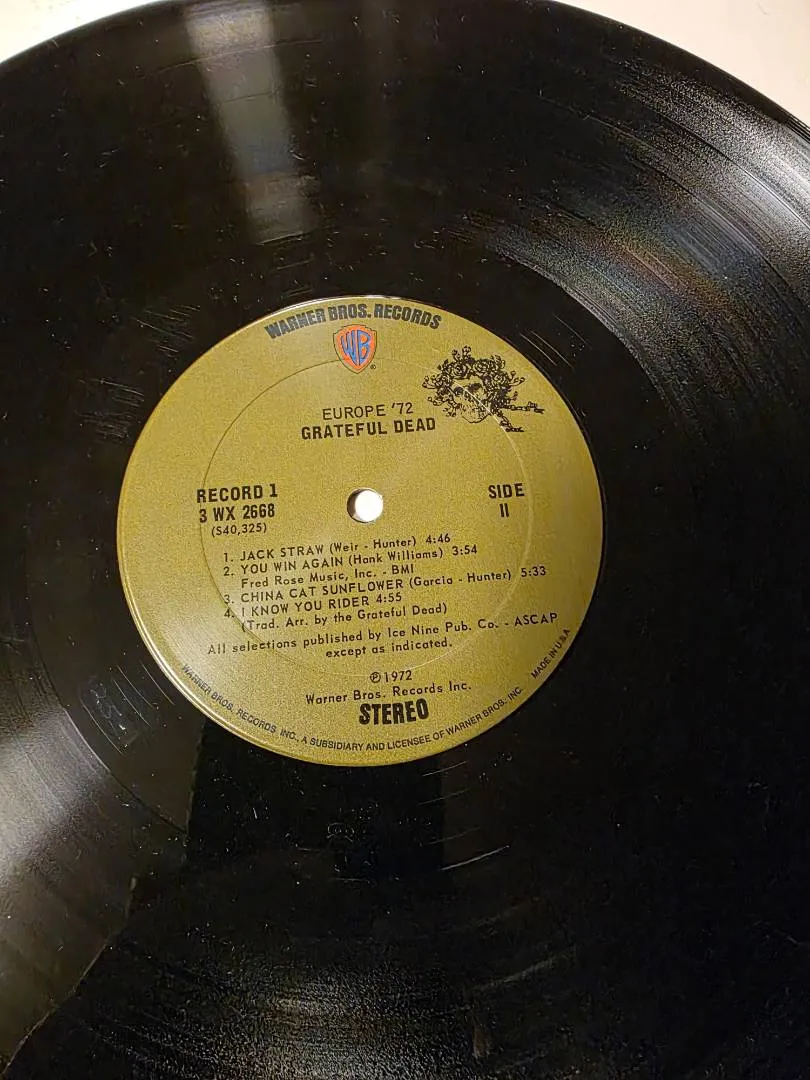 WARNER BROS. RECORDS
WB
®
EUROPE '72
GRATEFUL DEAD
RECORD 1
3 WX 2668
(S40,325)
SIDE
II
1. JACK STRAW (Weir - Hunter) 4:46
2. YOU WIN AGAIN (Hank Williams) 3:54
Fred Rose Music, Inc. - BMI
3. CHINA CAT SUNFLOWER (Garcia - Hunter) 5:33
4. I KNOW YOU RIDER 4:55
(Trad. Arr. by the Grateful Dead)
All selections published by Ice Nine Pub. Co. - ASCAP
except as indicated.
℗1972
Warner Bros. Records Inc.
STEREO
WARNER BROS. RECORDS INC., A SUBSIDIARY AND LICENSEE OF WARNER BROS. INC.
MADE IN U.S.A